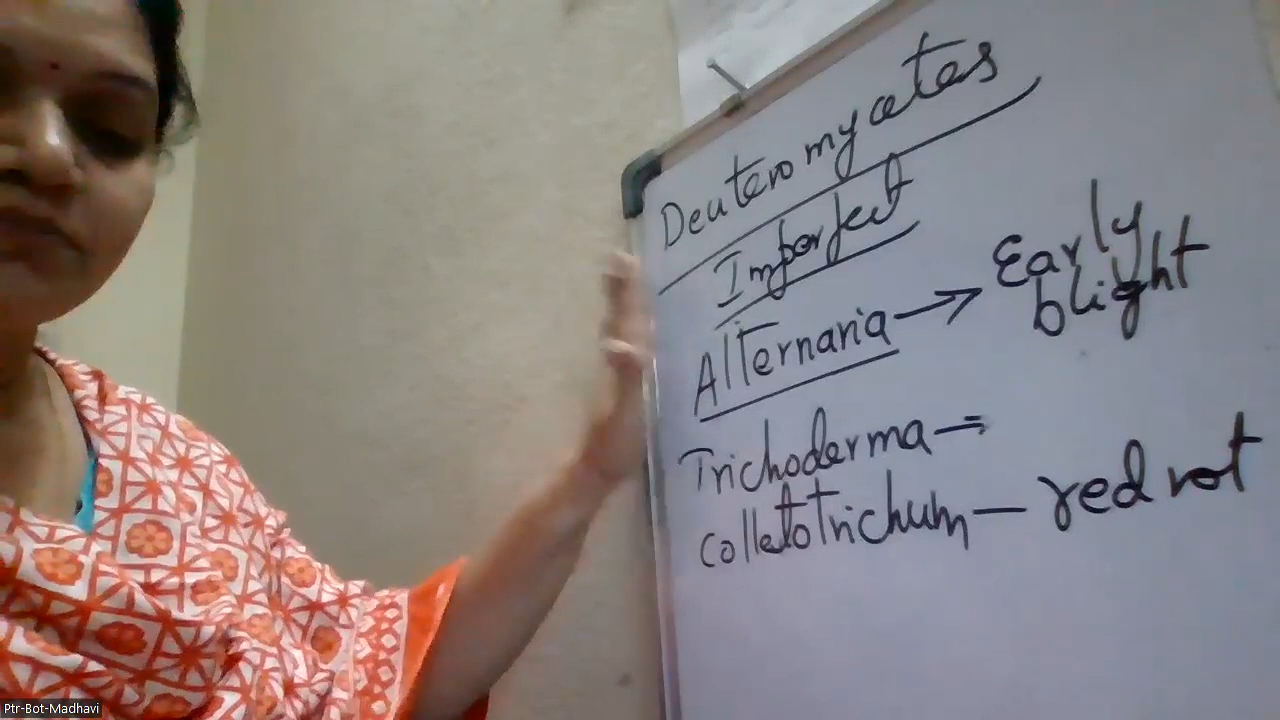 Deuteromycetes
Imperfect
Alternaria → Early blight
Trichoderma =
Colletotrichum — red rot
Ptr-Bot-Madhavi